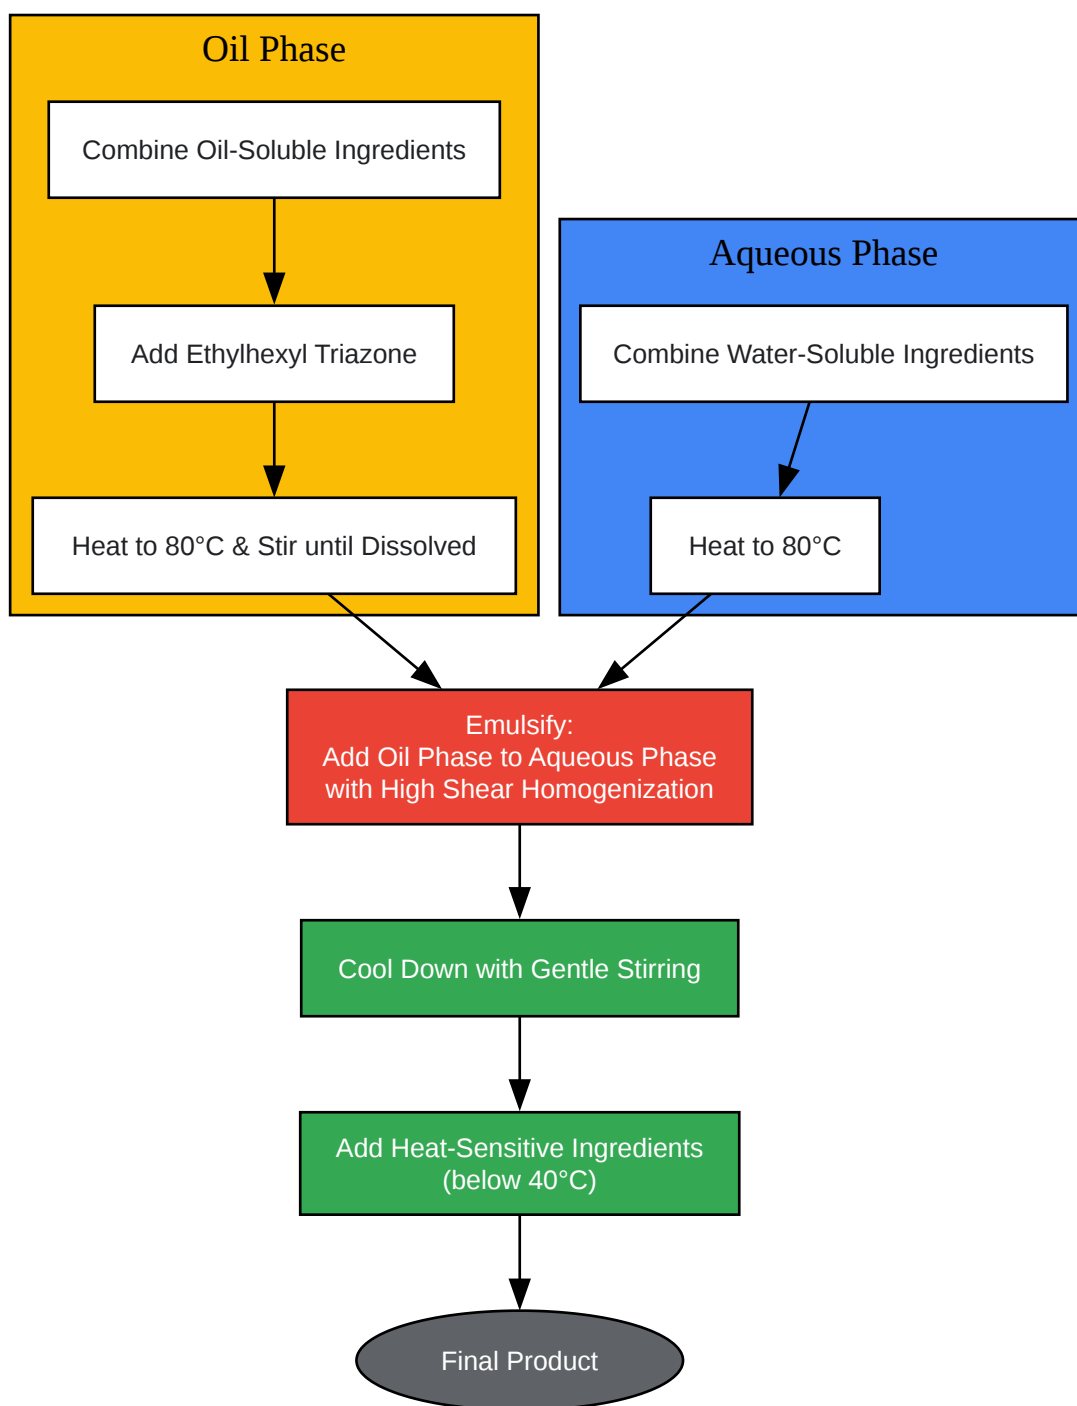 Oil Phase
Combine Oil-Soluble Ingredients
Add Ethylhexyl Triazone
Heat to 80°C & Stir until Dissolved
Aqueous Phase
Combine Water-Soluble Ingredients
Heat to 80°C
Emulsify:
Add Oil Phase to Aqueous Phase
with High Shear Homogenization
Cool Down with Gentle Stirring
Add Heat-Sensitive Ingredients
(below 40°C)
Final Product